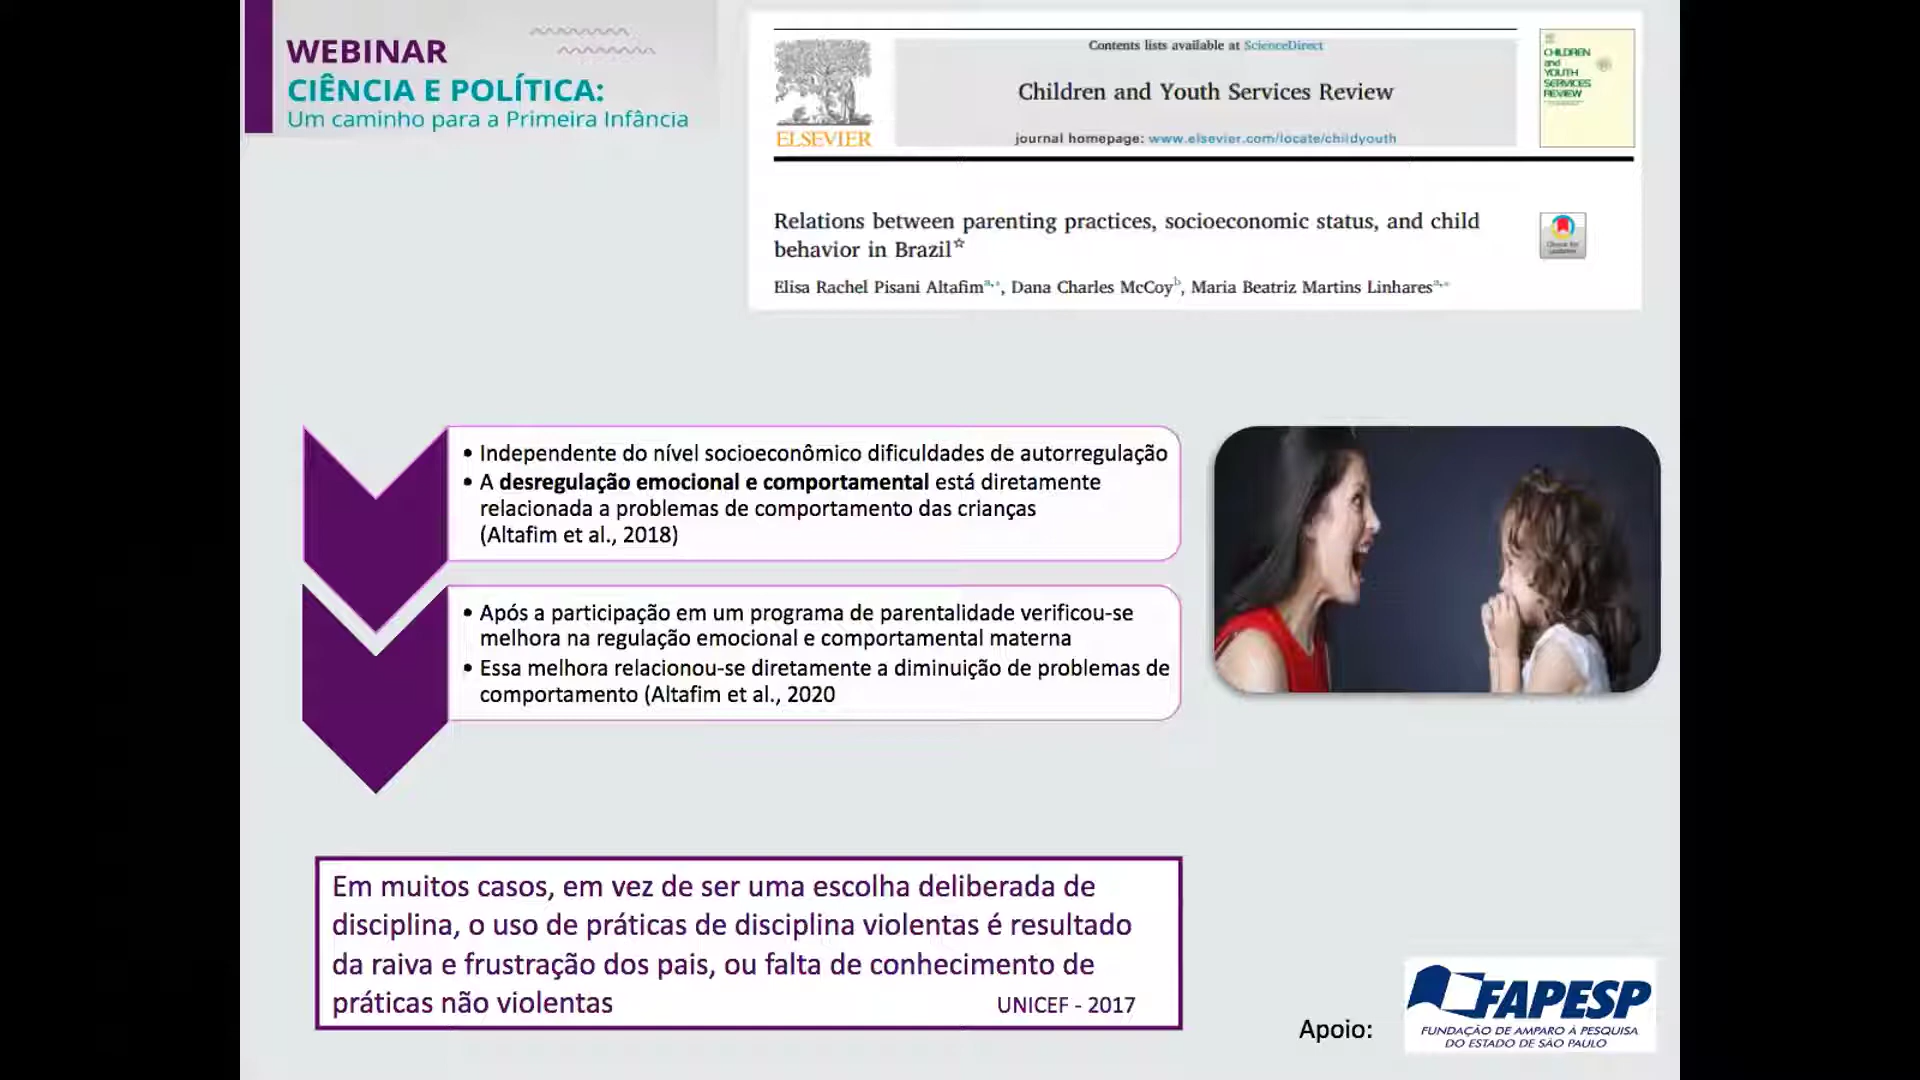 WEBINAR
CIÊNCIA E POLÍTICA:
Um caminho para a Primeira Infância
Contents lists available at ScienceDirect
Children and Youth Services Review
journal homepage: www.elsevier.com/locate/childyouth
ELSEVIER
CHILDREN
and
YOUTH
SERVICES
REVIEW
Relations between parenting practices, socioeconomic status, and child
behavior in Brazil☆
Check for
updates
Elisa Rachel Pisani Altafim, Dana Charles McCoy, Maria Beatriz Martins Linhares
• Independente do nível socioeconômico dificuldades de autorregulação
• A desregulação emocional e comportamental está diretamente
relacionada a problemas de comportamento das crianças
(Altafim et al., 2018)
• Após a participação em um programa de parentalidade verificou-se
melhora na regulação emocional e comportamental materna
• Essa melhora relacionou-se diretamente a diminuição de problemas de
comportamento (Altafim et al., 2020
Em muitos casos, em vez de ser uma escolha deliberada de
disciplina, o uso de práticas de disciplina violentas é resultado
da raiva e frustração dos pais, ou falta de conhecimento de
práticas não violentas
UNICEF - 2017
Apoio:
FAPESP
FUNDAÇÃO DE AMPARO À PESQUISA
DO ESTADO DE SÃO PAULO